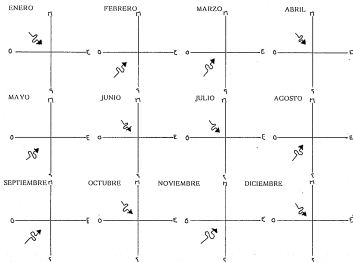 ENERO FEBRERO MARZO ABRIL
n n n n
O E O E O E O E
MAYO JUNIO JULIO AGOSTO
n n n n
O E O E O E O E
SEPTIEMBRE OCTUBRE NOVIEMBRE DICIEMBRE
n n n n
O E O E O E O E